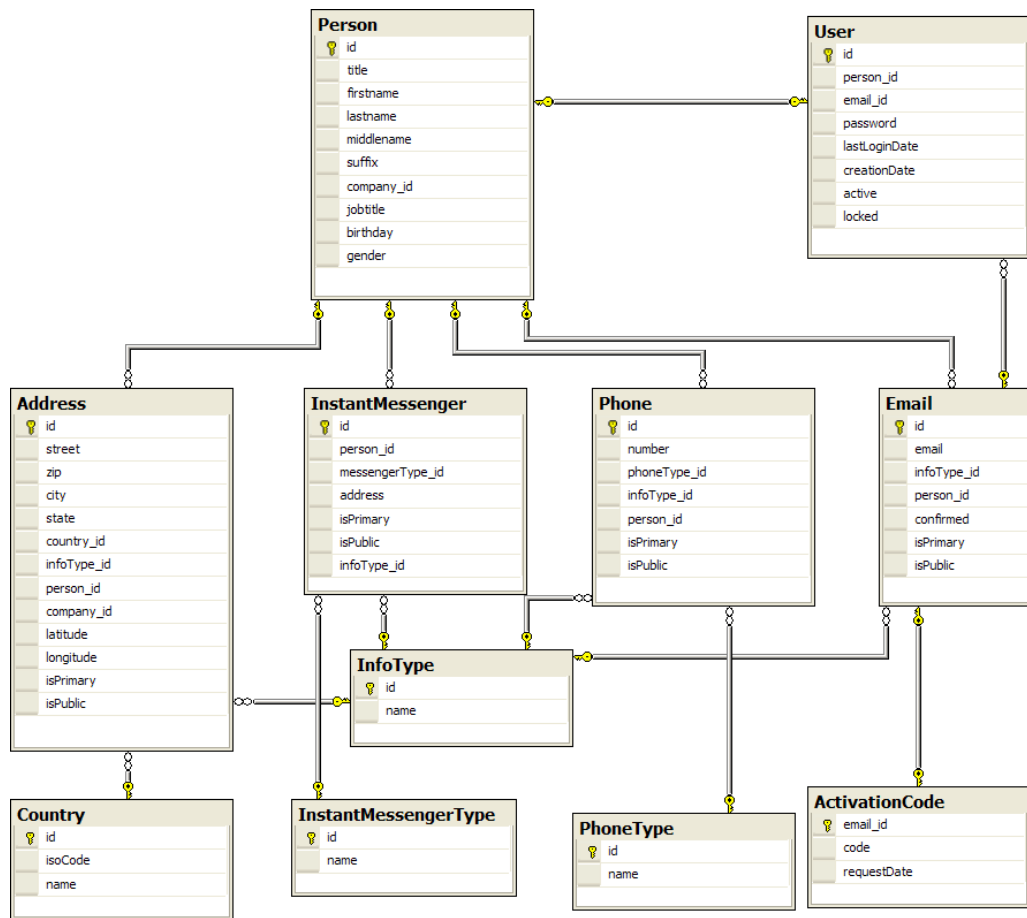 Person
id
title
firstname
lastname
middlename
suffix
company_id
jobtitle
birthday
gender
User
id
person_id
email_id
password
lastLoginDate
creationDate
active
locked
Address
id
street
zip
city
state
country_id
infoType_id
person_id
company_id
latitude
longitude
isPrimary
isPublic
InstantMessenger
id
person_id
messengerType_id
address
isPrimary
isPublic
infoType_id
Phone
id
number
phoneType_id
infoType_id
person_id
isPrimary
isPublic
Email
id
email
infoType_id
person_id
confirmed
isPrimary
isPublic
InfoType
id
name
Country
id
isoCode
name
InstantMessengerType
id
name
PhoneType
id
name
ActivationCode
email_id
code
requestDate